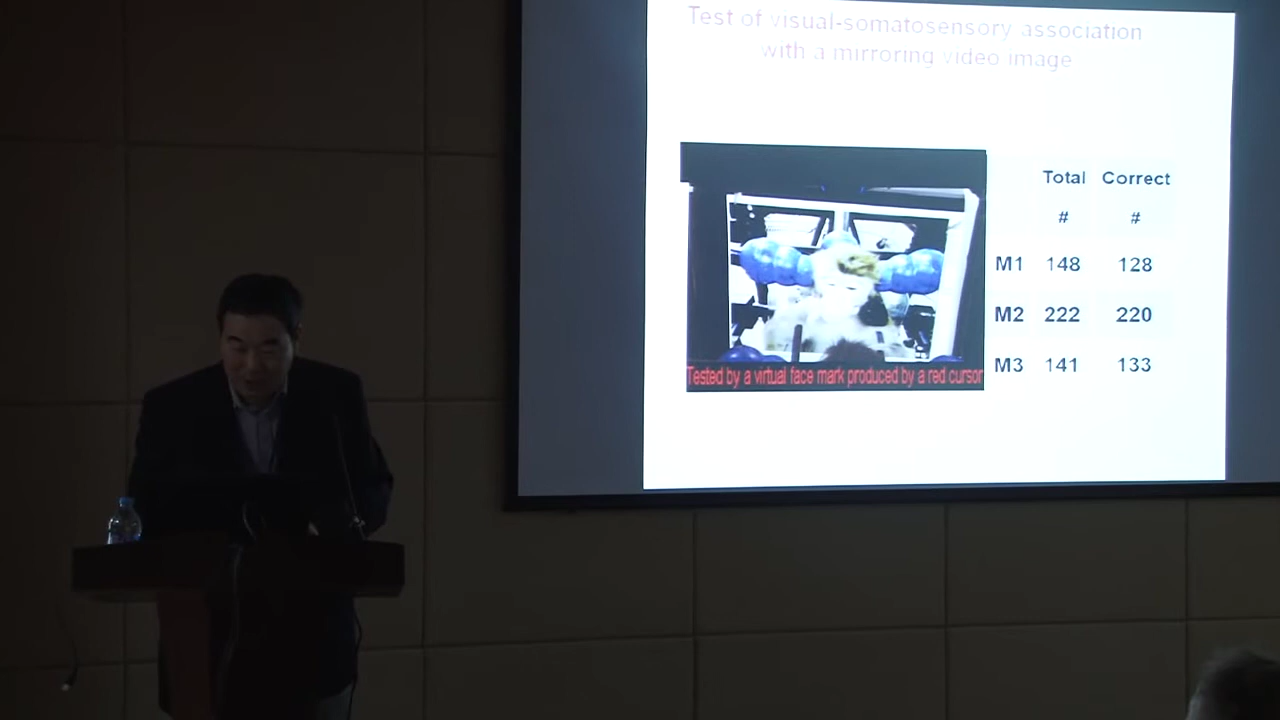 Test of visual-somatosensory association
with a mirroring video image
Total Correct
# #
M1 148 128
M2 222 220
M3 141 133
Tested by a virtual face mark produced by a red cursor